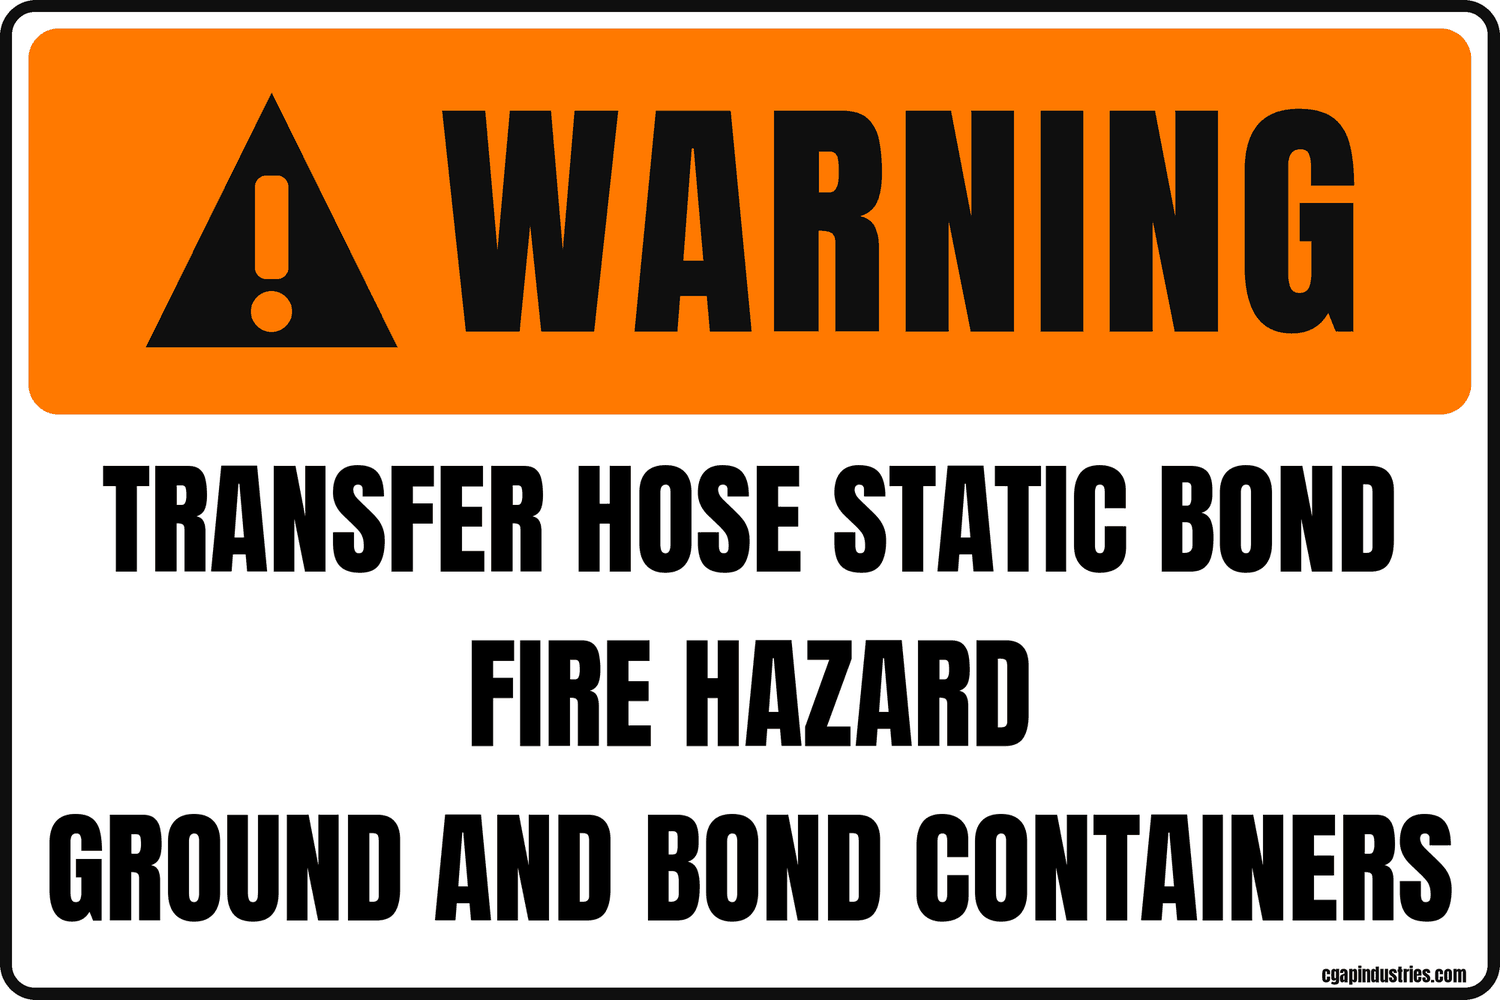 WARNING
TRANSFER HOSE STATIC BOND
FIRE HAZARD
GROUND AND BOND CONTAINERS
cgapindustries.com